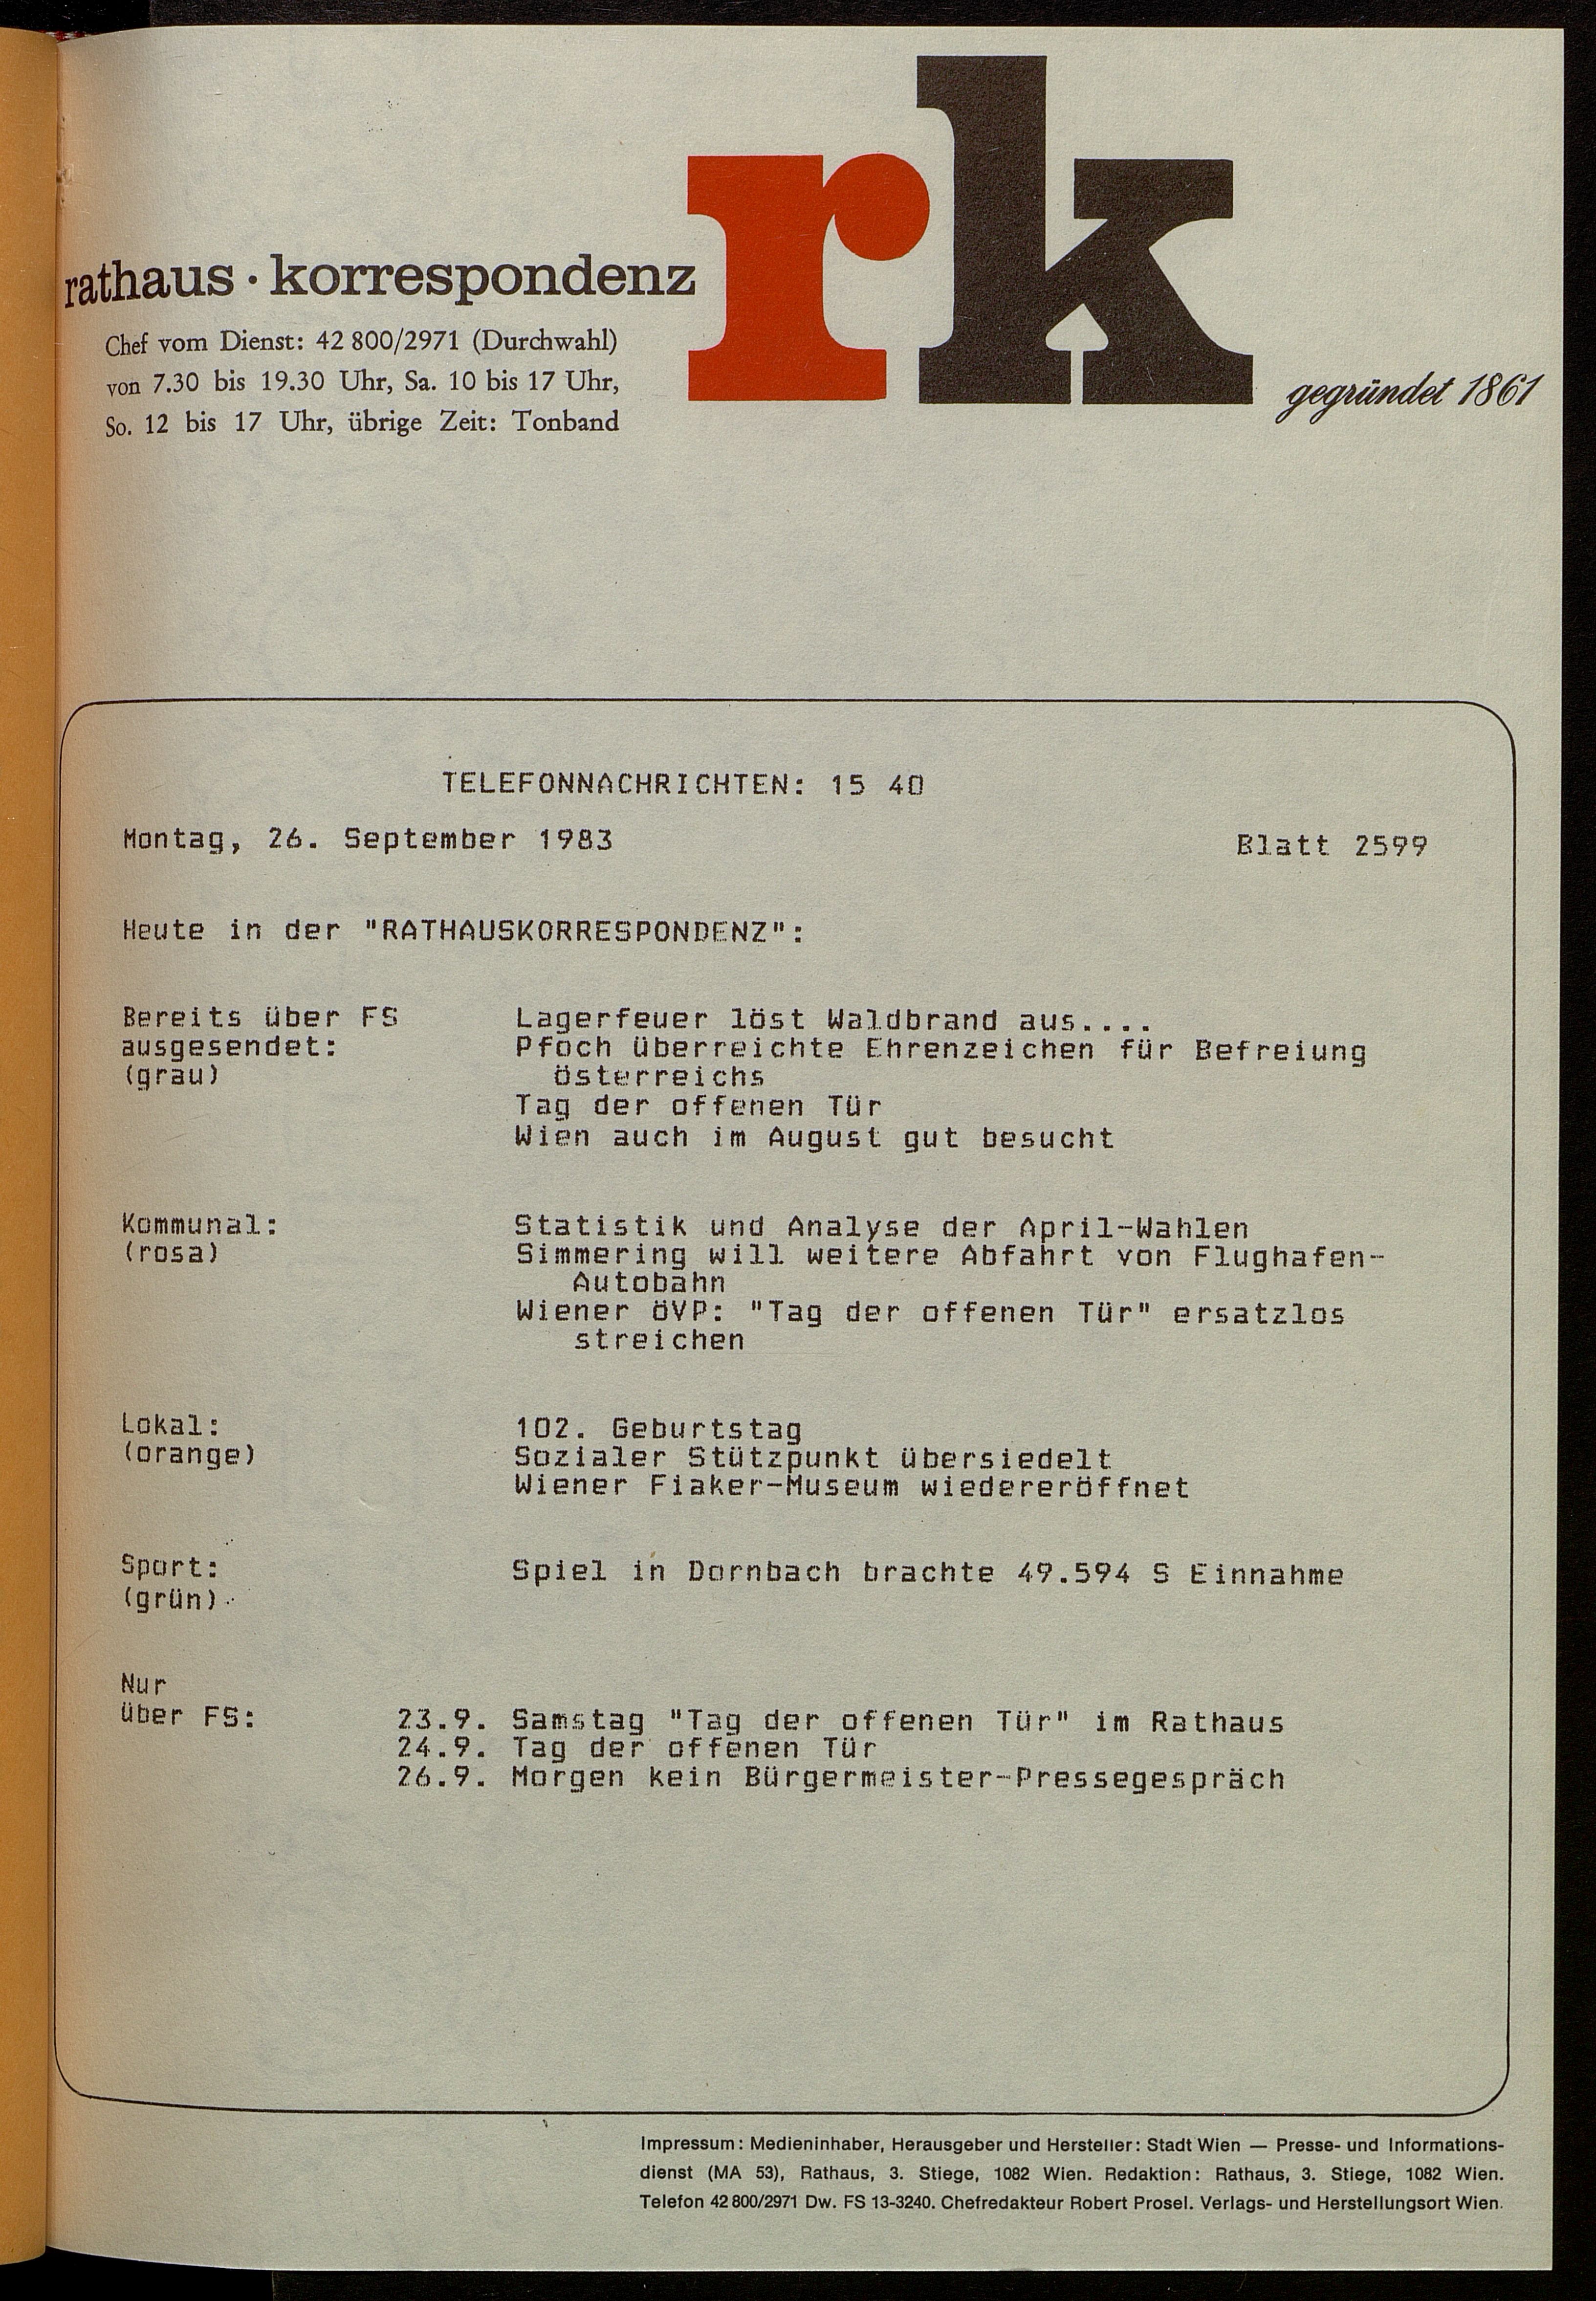 rk
rathaus · korrespondenz
Chef vom Dienst: 42 800/2971 (Durchwahl)
von 7.30 bis 19.30 Uhr, Sa. 10 bis 17 Uhr,
So. 12 bis 17 Uhr, übrige Zeit: Tonband
gegründet 1861
TELEFONNACHRICHTEN: 15 40
Montag, 26. September 1983 Blatt 2599
Heute in der "RATHAUSKORRESPONDENZ":
Bereits über FS Lagerfeuer löst Waldbrand aus....
ausgesendet: Pfoch überreichte Ehrenzeichen für Befreiung
(grau) österreichs
Tag der offenen Tür
Wien auch im August gut besucht
Kommunal: Statistik und Analyse der April-Wahlen
(rosa) Simmering will weitere Abfahrt von Flughafen-
Autobahn
Wiener öVP: "Tag der offenen Tür" ersatzlos
streichen
Lokal: 102. Geburtstag
(orange) Sozialer Stützpunkt übersiedelt
Wiener Fiaker-Museum wiedereröffnet
Sport: Spiel in Dornbach brachte 49.594 S Einnahme
(grün)
Nur
über FS: 23.9. Samstag "Tag der offenen Tür" im Rathaus
24.9. Tag der offenen Tür
26.9. Morgen kein Bürgermeister-Pressegespräch
Impressum: Medieninhaber, Herausgeber und Hersteller: Stadt Wien — Presse- und Informations-
dienst (MA 53), Rathaus, 3. Stiege, 1082 Wien. Redaktion: Rathaus, 3. Stiege, 1082 Wien.
Telefon 42 800/2971 Dw. FS 13-3240. Chefredakteur Robert Prosel. Verlags- und Herstellungsort Wien.